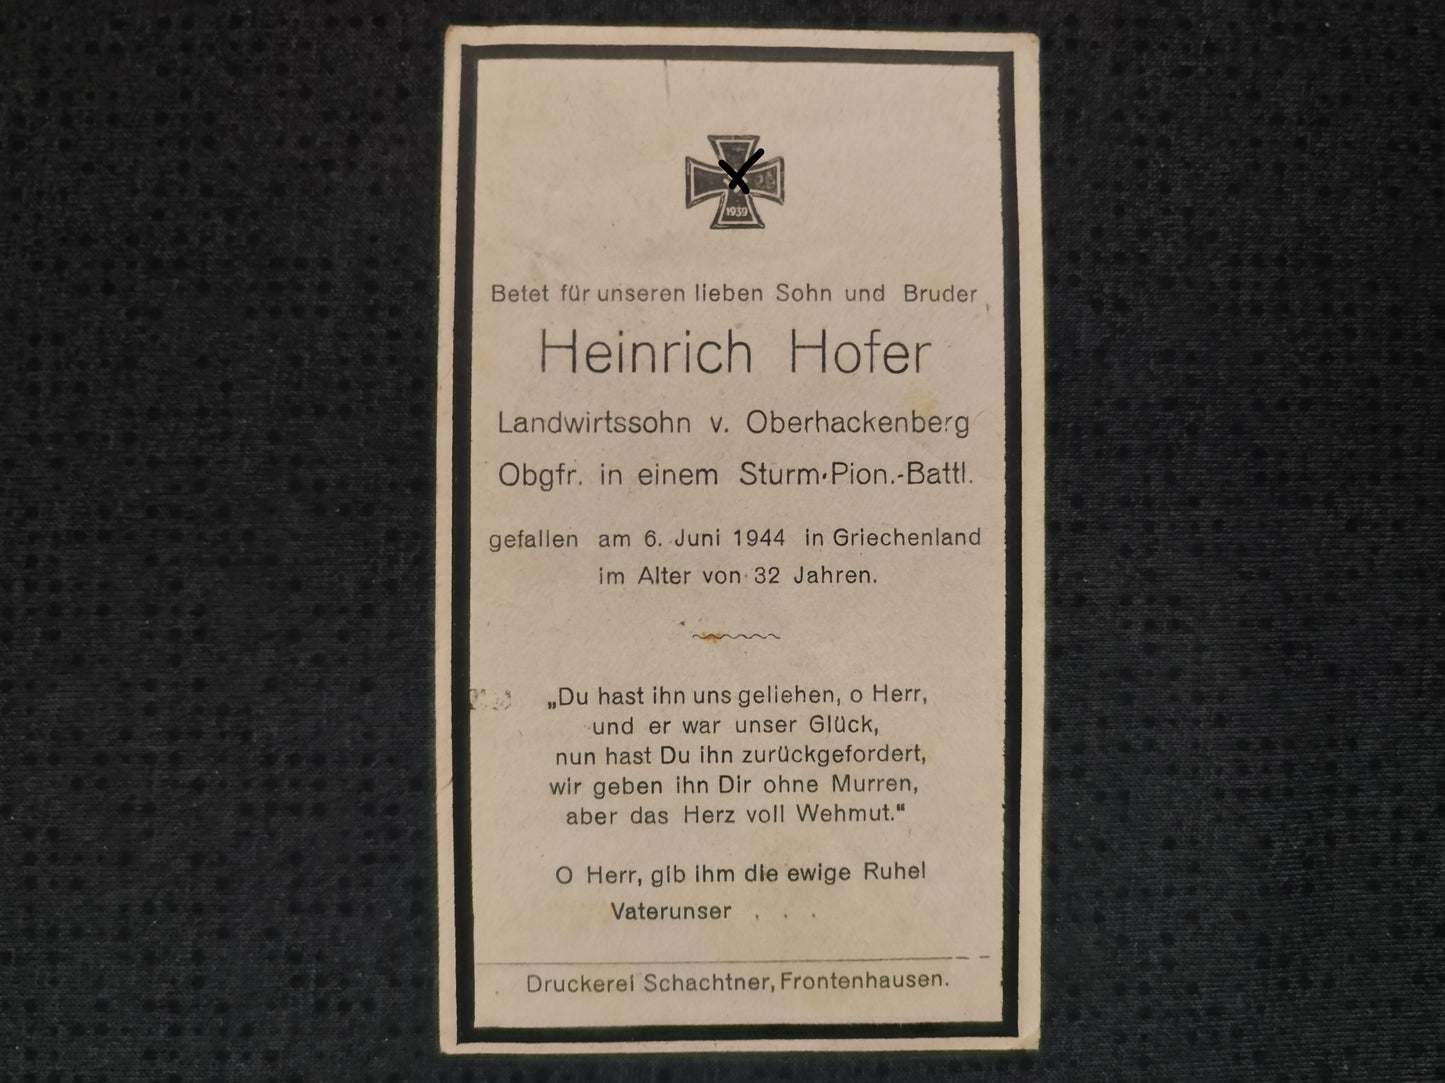 1939
Betet für unseren lieben Sohn und Bruder
Heinrich Hofer
Landwirtssohn v. Oberhackenberg
Obgfr. in einem Sturm-Pion.-Battl.
gefallen am 6. Juni 1944 in Griechenland
im Alter von 32 Jahren.
„Du hast ihn uns geliehen, o Herr,
und er war unser Glück,
nun hast Du ihn zurückgefordert,
wir geben ihn Dir ohne Murren,
aber das Herz voll Wehmut.“
O Herr, gib ihm die ewige Ruhe!
Vaterunser . . .
Druckerei Schachtner, Frontenhausen.